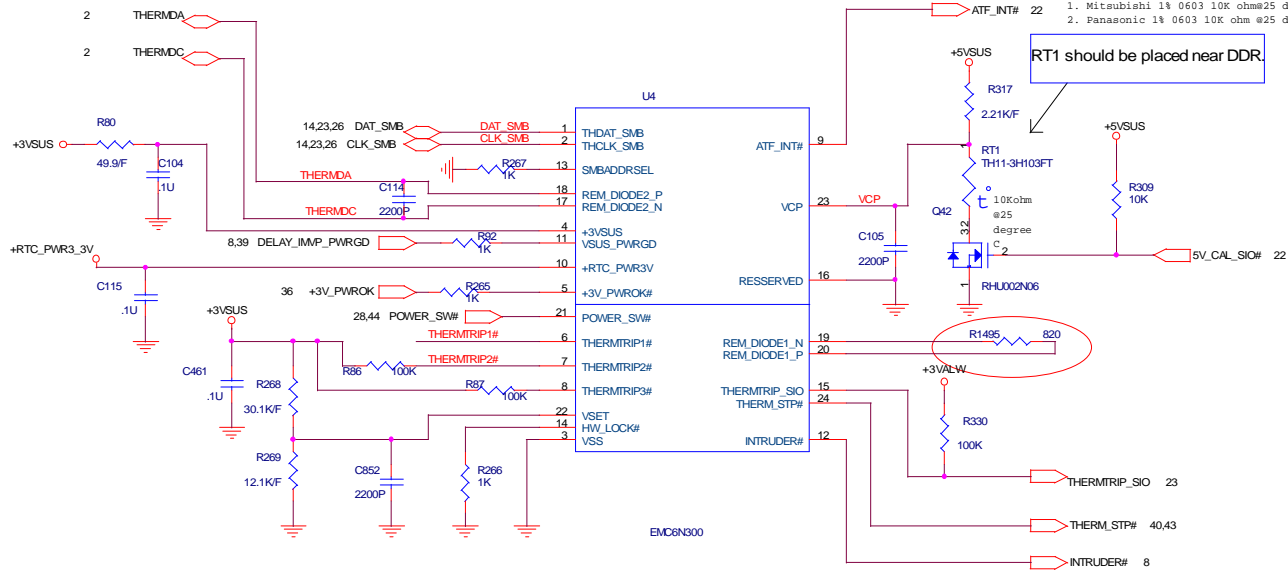 2 THERMDA
2 THERMDC
ATF_INT# 22
1. Mitsubishi 1% 0603 10K ohm@25 d
2. Panasonic 1% 0603 10K ohm @25 d
RT1 should be placed near DDR.
+5VSUS
R317
2.21K/F
U4
R80
+3VSUS
49.9/F
C104
.1U
14,23,26 DAT_SMB
DAT_SMB
14,23,26 CLK_SMB
CLK_SMB
1 THDAT_SMB
2 THCLK_SMB
ATF_INT# 9
R267
1K
13 SMBADDRSEL
THERMDA
C114
2200P
THERMDC
18 REM_DIODE2_P
17 REM_DIODE2_N
VCP 23
VCP
1
RT1
TH11-3H103FT
t°
10Kohm
@25
degree
C
+5VSUS
R309
10K
4 +3VSUS
8,39 DELAY_IMVP_PWRGD
R92
1K
11 VSUS_PWRGD
C105
2200P
Q42
3 2
2
1
RHU002N06
5V_CAL_SIO# 22
+RTC_PWR3_3V
10 +RTC_PWR3V
RESSERVED 16
C115
.1U
36 +3V_PWROK
R265
1K
5 +3V_PWROK#
28,44 POWER_SW#
21 POWER_SW#
+3VSUS
THERMTRIP1#
6 THERMTRIP1#
REM_DIODE1_N 19
REM_DIODE1_P 20
R1495 820
THERMTRIP2#
R86
100K
7 THERMTRIP2#
C461
.1U
R268
30.1K/F
R87
100K
8 THERMTRIP3#
THERMTRIP_SIO 15
THERM_STP# 24
+3VALW
R330
100K
22 VSET
14 HW_LOCK#
3 VSS
INTRUDER# 12
R269
12.1K/F
C852
2200P
R266
1K
THERMTRIP_SIO 23
THERM_STP# 40,43
EMC6N300
INTRUDER# 8